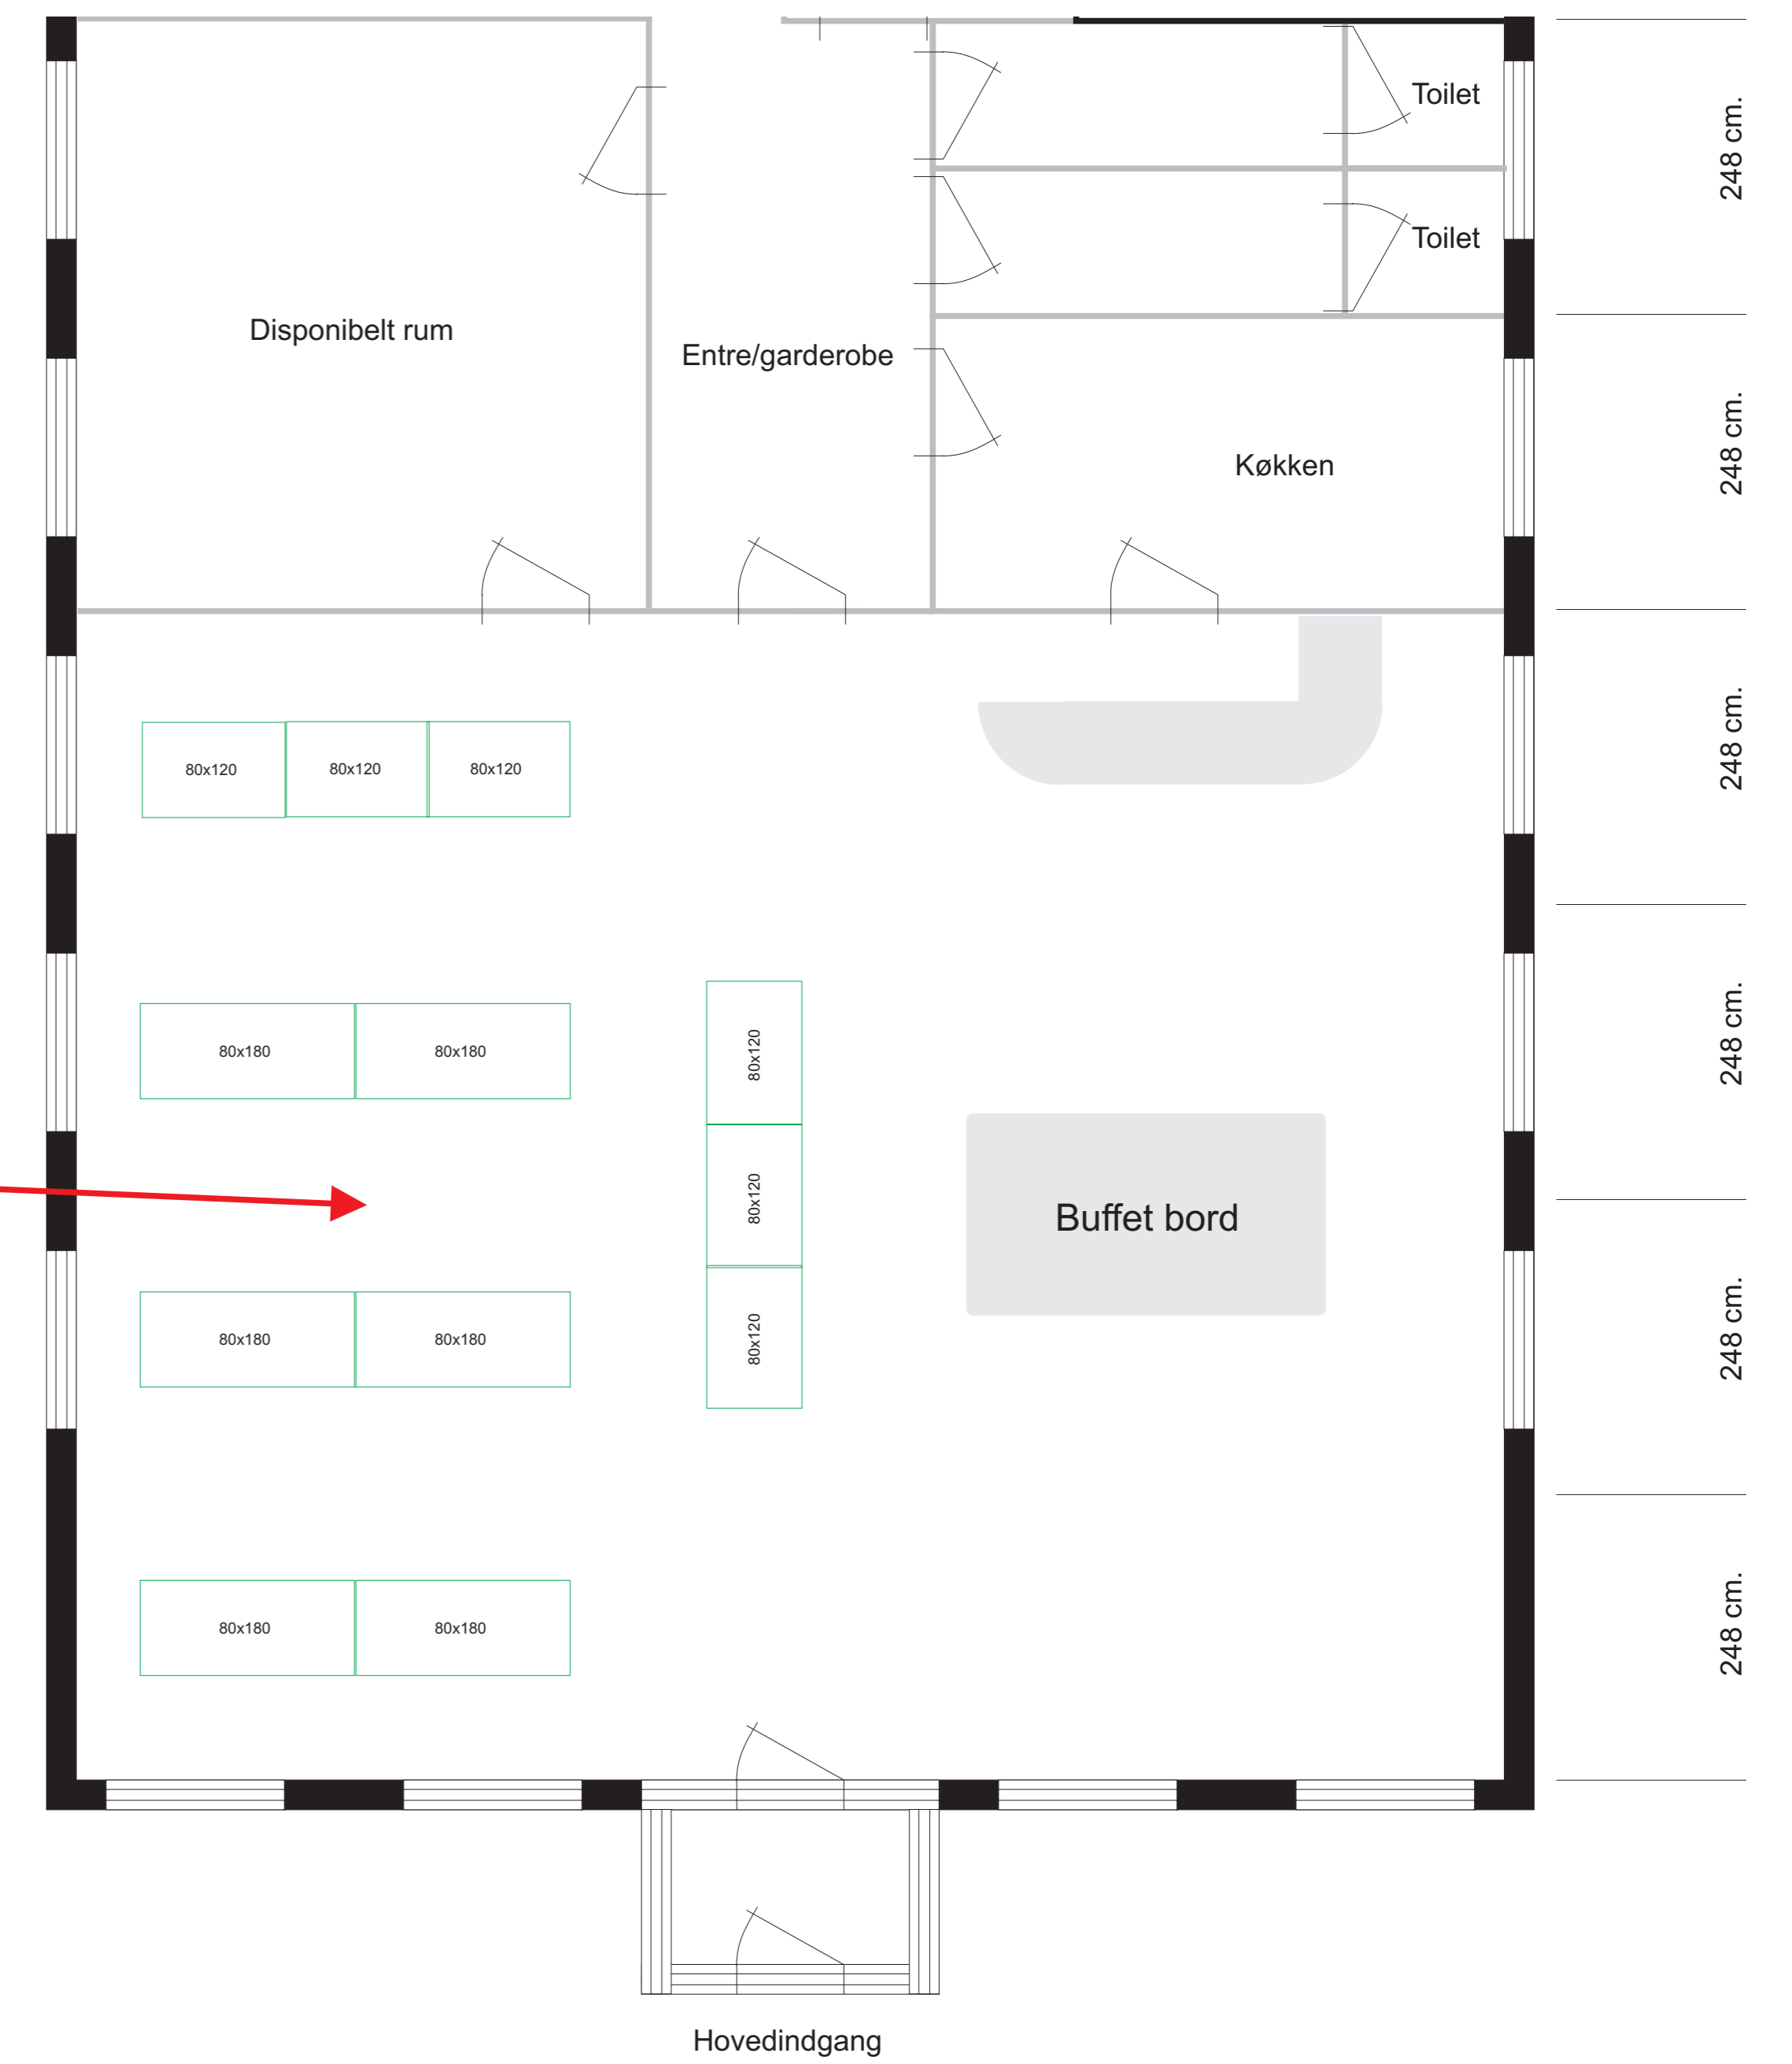 Toilet
248 cm.
Toilet
Disponibelt rum
Entre/garderobe
Køkken
248 cm.
80x120
80x120
80x120
248 cm.
80x180
80x180
80x120
248 cm.
80x120
Buffet bord
80x180
80x180
80x120
248 cm.
80x180
80x180
248 cm.
Hovedindgang